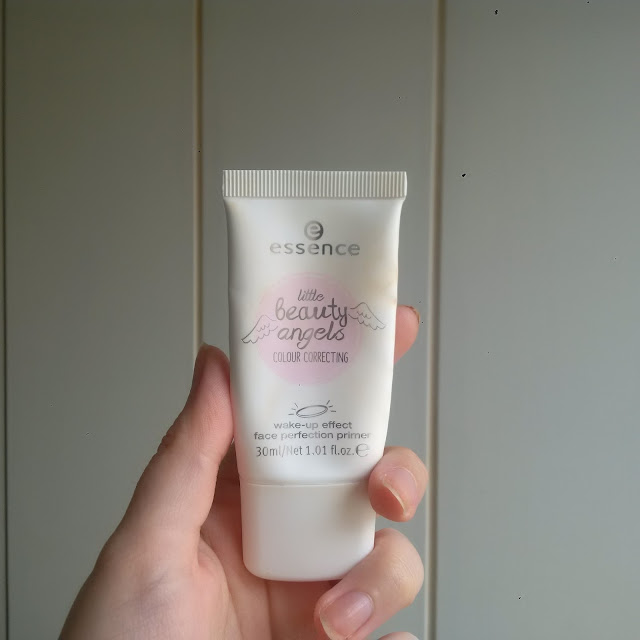 e
essence
little
beauty
angels
COLOUR CORRECTING
wake-up effect
face perfection primer
30ml/Net 1.01 fl.oz.℮